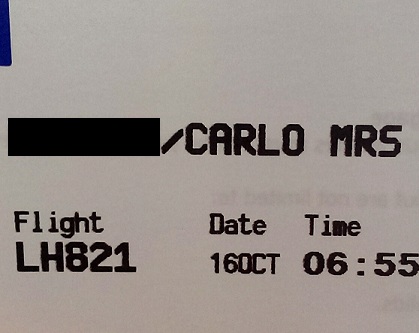 /CARLO MRS
Flight Date Time
LH821 16OCT 06:55